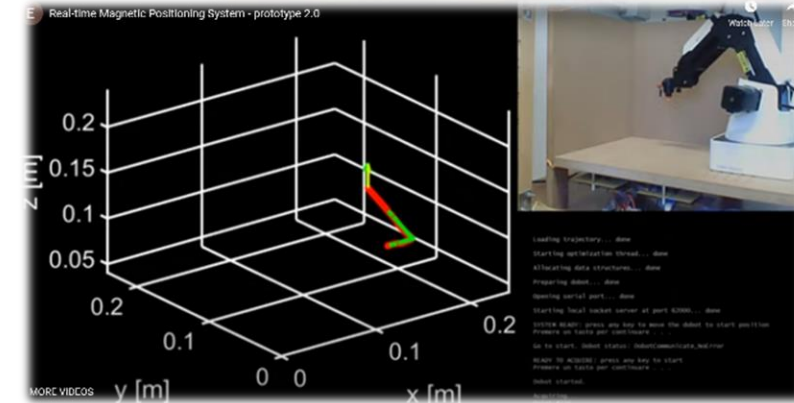 E Real-time Magnetic Positioning System - prototype 2.0
Watch Later
z [m]
0.2
0.15
0.1
0.05
0.2
0.1
0
0
0.1
0.2
y [m]
x [m]
MORE VIDEOS
Loading trajectory... done
Starting optimization thread... done
Allocating data structures... done
Preparing dobot... done
Opening serial port... done
Starting local socket server at port 62000... done
SYSTEM READY: press any key to move the dobot to start position
Premere un tasto per continuare . . .
Go to start. Dobot status: DobotCommunicate_NoError
READY TO ACQUIRE: press any key to start
Premere un tasto per continuare . . .
Dobot started.
Acquiring